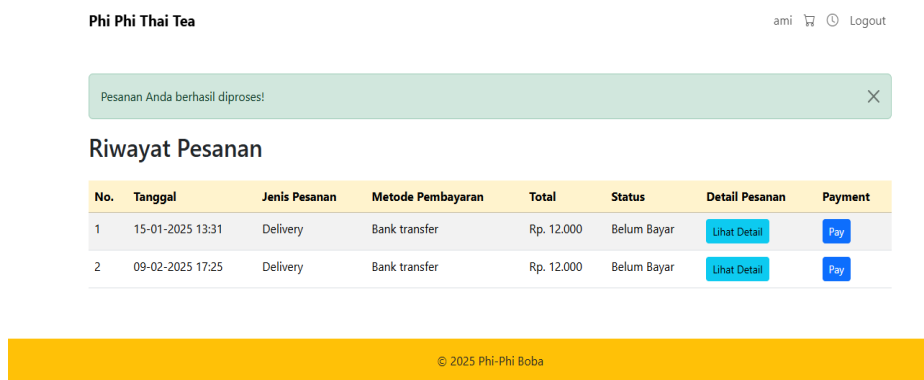 Phi Phi Thai Tea ami Logout
Pesanan Anda berhasil diproses!
Riwayat Pesanan
No. Tanggal Jenis Pesanan Metode Pembayaran Total Status Detail Pesanan Payment
1 15-01-2025 13:31 Delivery Bank transfer Rp. 12.000 Belum Bayar Lihat Detail Pay
2 09-02-2025 17:25 Delivery Bank transfer Rp. 12.000 Belum Bayar Lihat Detail Pay
© 2025 Phi-Phi Boba